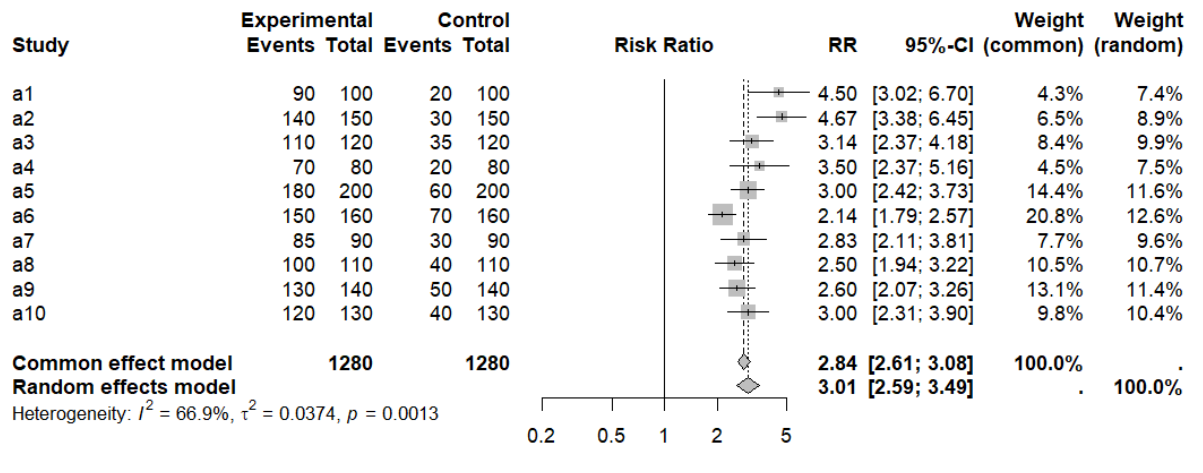 Experimental Control Weight Weight
Study Events Total Events Total Risk Ratio RR 95%-CI (common) (random)
a1 90 100 20 100 4.50 [3.02; 6.70] 4.3% 7.4%
a2 140 150 30 150 4.67 [3.38; 6.45] 6.5% 8.9%
a3 110 120 35 120 3.14 [2.37; 4.18] 8.4% 9.9%
a4 70 80 20 80 3.50 [2.37; 5.16] 4.5% 7.5%
a5 180 200 60 200 3.00 [2.42; 3.73] 14.4% 11.6%
a6 150 160 70 160 2.14 [1.79; 2.57] 20.8% 12.6%
a7 85 90 30 90 2.83 [2.11; 3.81] 7.7% 9.6%
a8 100 110 40 110 2.50 [1.94; 3.22] 10.5% 10.7%
a9 130 140 50 140 2.60 [2.07; 3.26] 13.1% 11.4%
a10 120 130 40 130 3.00 [2.31; 3.90] 9.8% 10.4%
Common effect model 1280 1280 2.84 [2.61; 3.08] 100.0% .
Random effects model 3.01 [2.59; 3.49] . 100.0%
Heterogeneity: I² = 66.9%, τ² = 0.0374, p = 0.0013
0.2 0.5 1 2 5